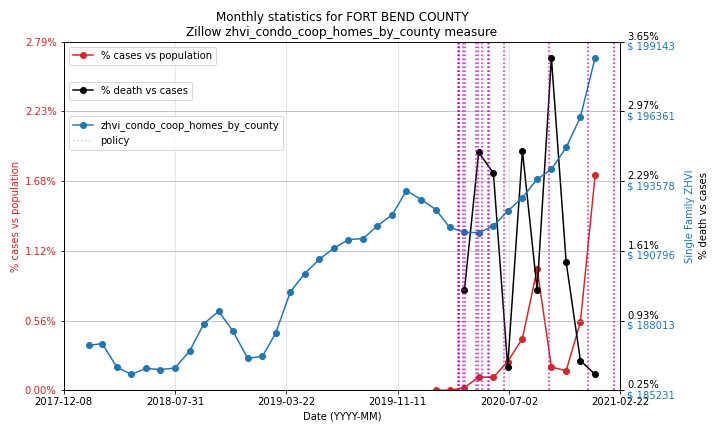 Monthly statistics for FORT BEND COUNTY
Zillow zhvi_condo_coop_homes_by_county measure
2.79%
2.23%
1.68%
1.12%
0.56%
0.00%
% cases vs population
% cases vs population
% death vs cases
zhvi_condo_coop_homes_by_county
policy
3.65%
$ 199143
2.97%
$ 196361
2.29%
$ 193578
1.61%
$ 190796
0.93%
$ 188013
0.25%
$ 185231
Single Family ZHVI
% death vs cases
2017-12-08
2018-07-31
2019-03-22
2019-11-11
2020-07-02
2021-02-22
Date (YYYY-MM)